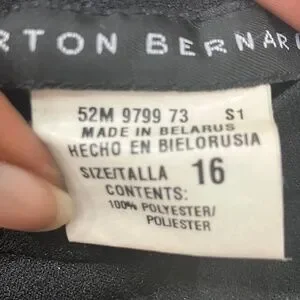 RTON BERNAR
52M 9799 73 S1
MADE IN BELARUS
HECHO EN BIELORUSIA
SIZE/TALLA 16
CONTENTS:
100% POLYESTER/
POLIESTER